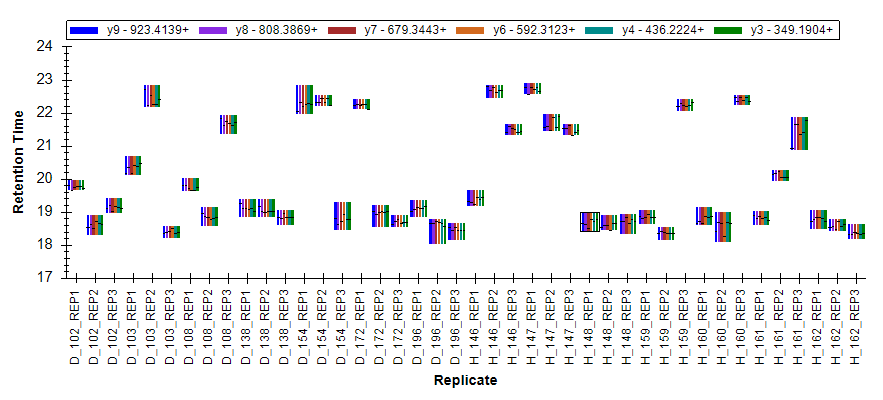 y9 - 923.4139+ y8 - 808.3869+ y7 - 679.3443+ y6 - 592.3123+ y4 - 436.2224+ y3 - 349.1904+
24
23
22
21
20
19
18
17
Retention Time
D_102_REP1
D_102_REP2
D_102_REP3
D_103_REP1
D_103_REP2
D_103_REP3
D_108_REP1
D_108_REP2
D_108_REP3
D_138_REP1
D_138_REP2
D_138_REP3
D_154_REP1
D_154_REP2
D_154_REP3
D_172_REP1
D_172_REP2
D_172_REP3
D_196_REP1
D_196_REP2
D_196_REP3
H_146_REP1
H_146_REP2
H_146_REP3
H_147_REP1
H_147_REP2
H_147_REP3
H_148_REP1
H_148_REP2
H_148_REP3
H_159_REP1
H_159_REP2
H_159_REP3
H_160_REP1
H_160_REP2
H_160_REP3
H_161_REP1
H_161_REP2
H_161_REP3
H_162_REP1
H_162_REP2
H_162_REP3
Replicate